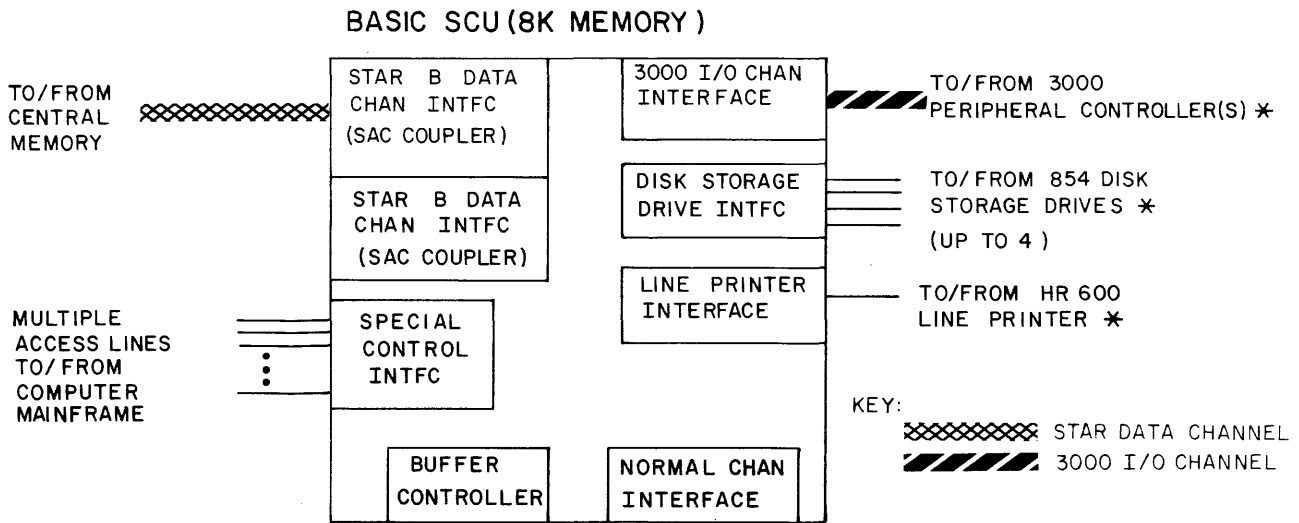 BASIC SCU (8K MEMORY)
TO/FROM
CENTRAL
MEMORY
STAR B DATA
CHAN INTFC
(SAC COUPLER)
STAR B DATA
CHAN INTFC
(SAC COUPLER)
MULTIPLE
ACCESS LINES
TO/FROM
COMPUTER
MAINFRAME
SPECIAL
CONTROL
INTFC
BUFFER
CONTROLLER
3000 I/O CHAN
INTERFACE
TO/FROM 3000
PERIPHERAL CONTROLLER(S) *
DISK STORAGE
DRIVE INTFC
TO/FROM 854 DISK
STORAGE DRIVES *
(UP TO 4)
LINE PRINTER
INTERFACE
TO/FROM HR 600
LINE PRINTER *
NORMAL CHAN
INTERFACE
KEY:
STAR DATA CHANNEL
3000 I/O CHANNEL